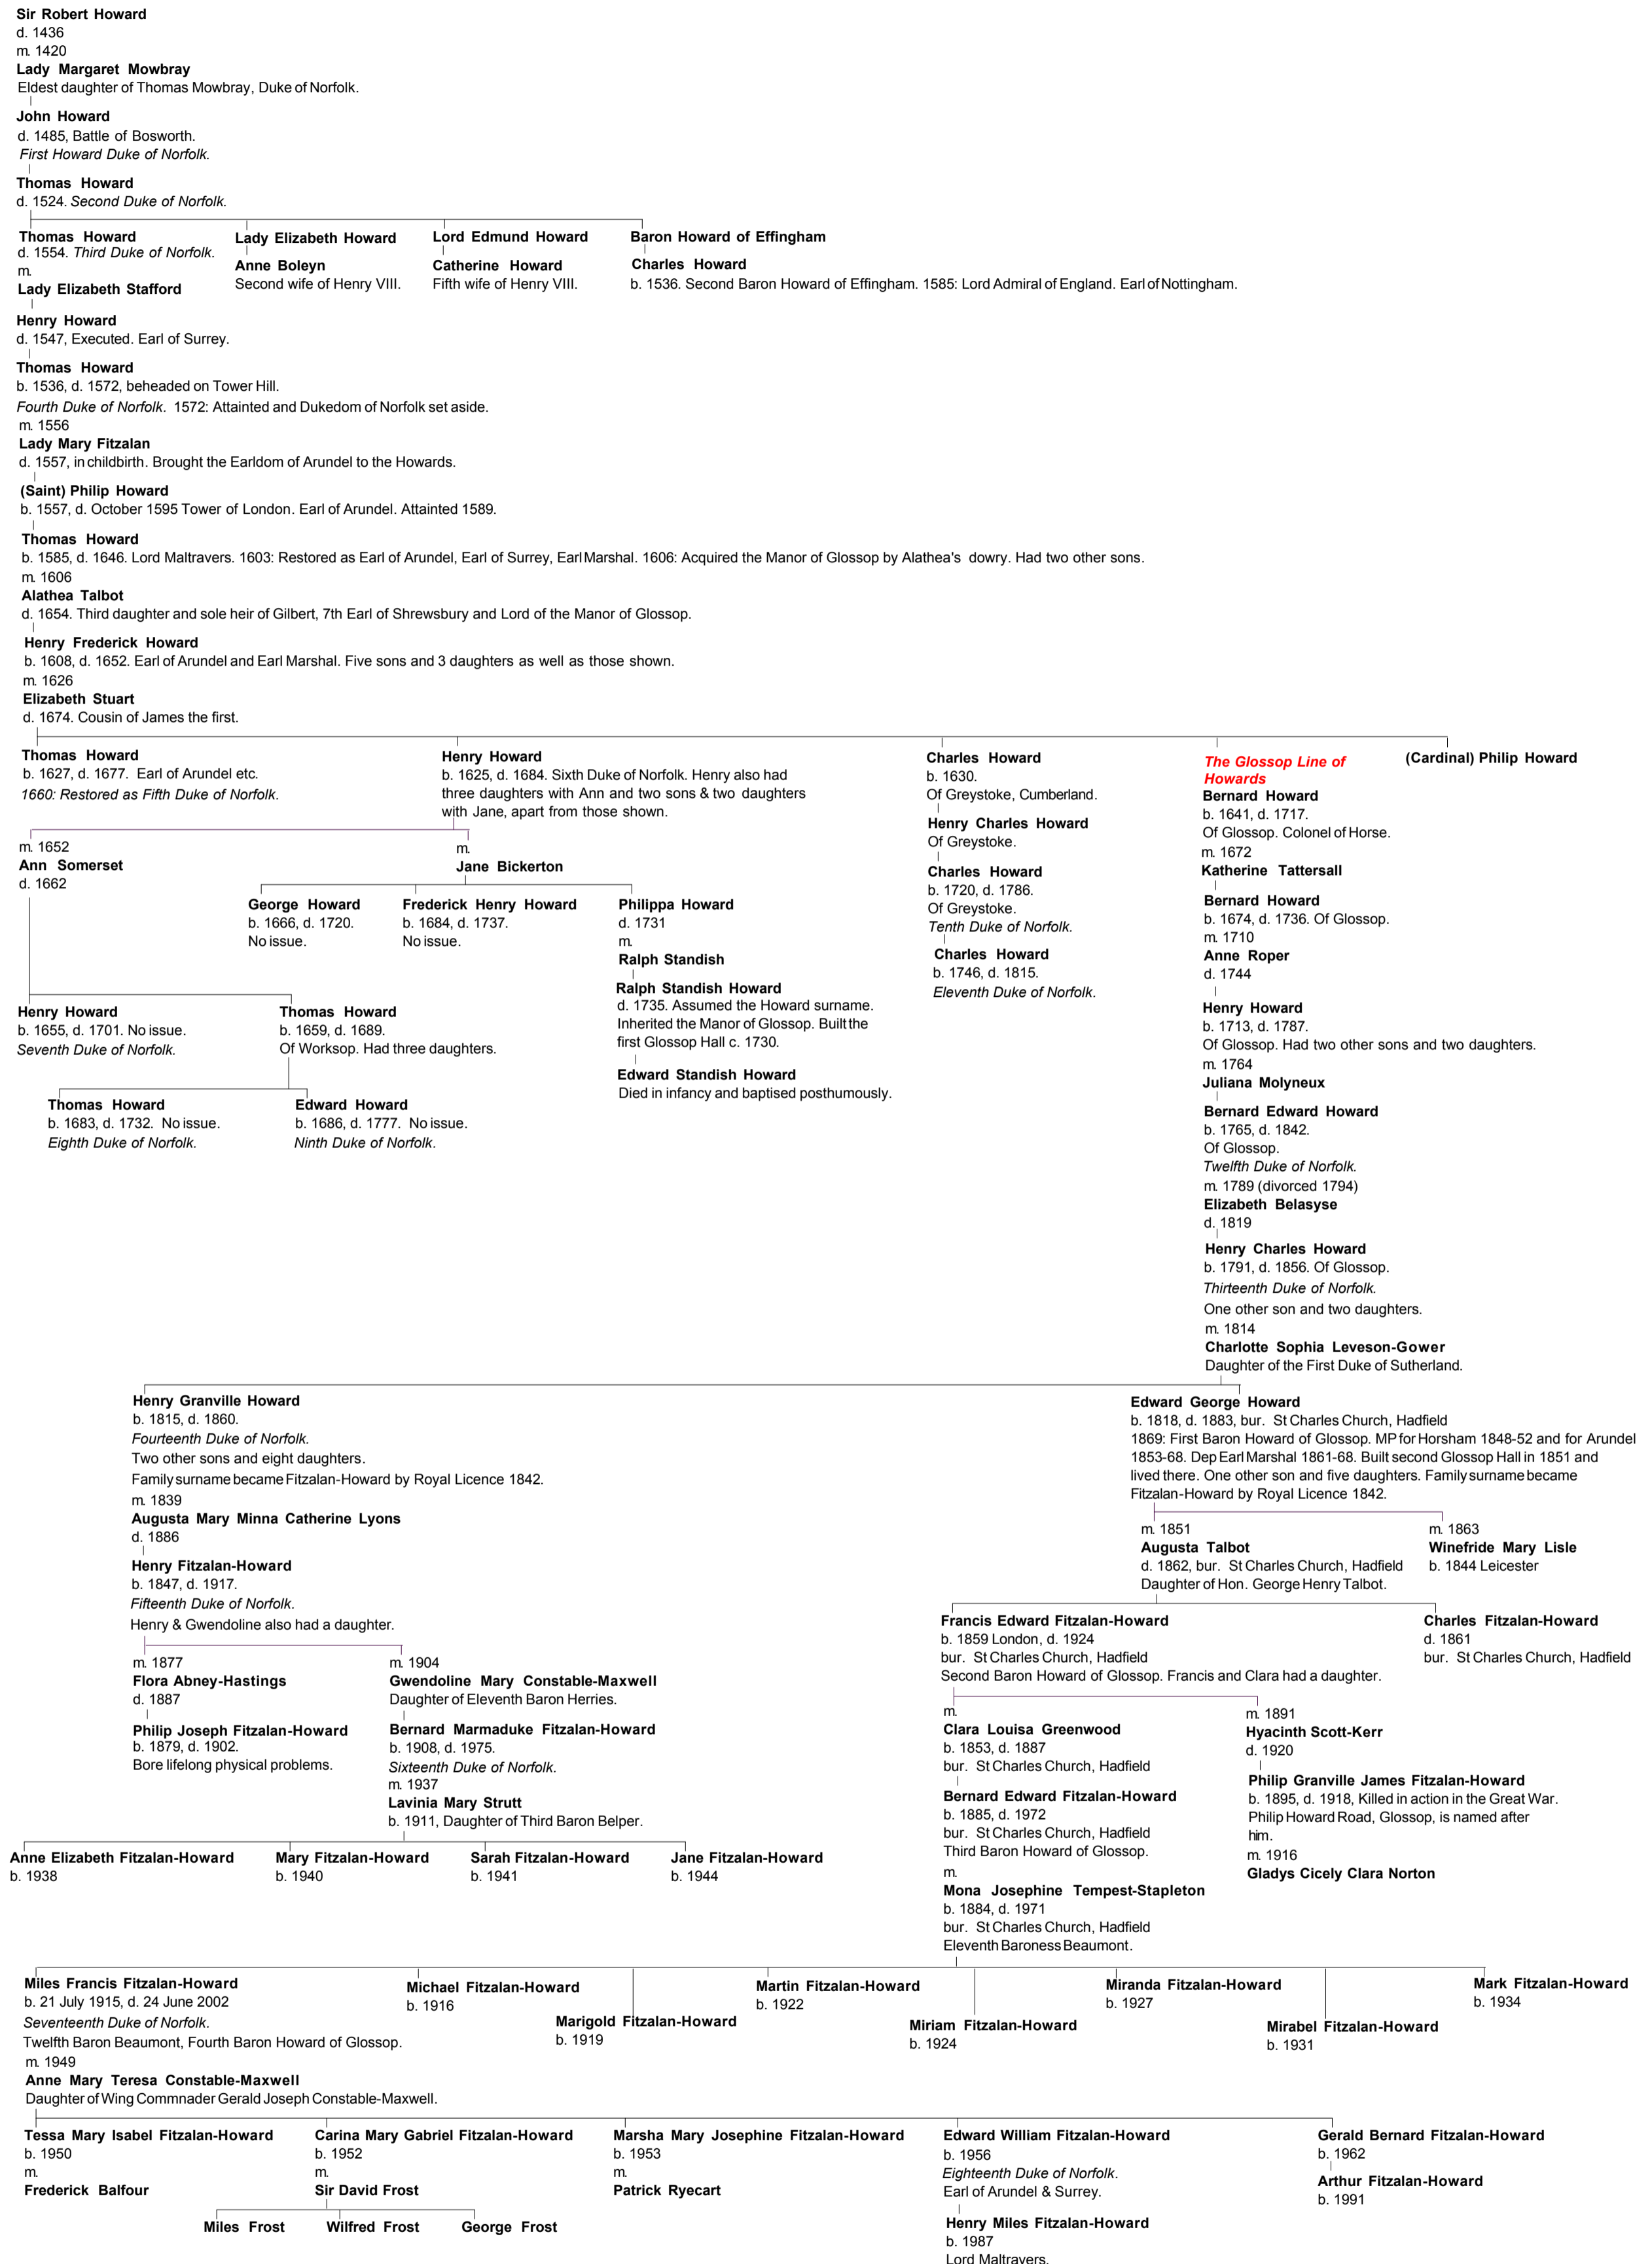 Sir Robert Howard
d. 1436
m. 1420
Lady Margaret Mowbray
Eldest daughter of Thomas Mowbray, Duke of Norfolk.
John Howard
d. 1485, Battle of Bosworth.
First Howard Duke of Norfolk.
Thomas Howard
d. 1524. Second Duke of Norfolk.
Thomas Howard
d. 1554. Third Duke of Norfolk.
m.
Lady Elizabeth Stafford
Lady Elizabeth Howard
Anne Boleyn
Second wife of Henry VIII.
Lord Edmund Howard
Catherine Howard
Fifth wife of Henry VIII.
Baron Howard of Effingham
Charles Howard
b. 1536. Second Baron Howard of Effingham. 1585: Lord Admiral of England. Earl of Nottingham.
Henry Howard
d. 1547, Executed. Earl of Surrey.
Thomas Howard
b. 1536, d. 1572, beheaded on Tower Hill.
Fourth Duke of Norfolk. 1572: Attainted and Dukedom of Norfolk set aside.
m. 1556
Lady Mary Fitzalan
d. 1557, in childbirth. Brought the Earldom of Arundel to the Howards.
(Saint) Philip Howard
b. 1557, d. October 1595 Tower of London. Earl of Arundel. Attainted 1589.
Thomas Howard
b. 1585, d. 1646. Lord Maltravers. 1603: Restored as Earl of Arundel, Earl of Surrey, Earl Marshal. 1606: Acquired the Manor of Glossop by Alathea's dowry. Had two other sons.
m. 1606
Alathea Talbot
d. 1654. Third daughter and sole heir of Gilbert, 7th Earl of Shrewsbury and Lord of the Manor of Glossop.
Henry Frederick Howard
b. 1608, d. 1652. Earl of Arundel and Earl Marshal. Five sons and 3 daughters as well as those shown.
m. 1626
Elizabeth Stuart
d. 1674. Cousin of James the first.
Thomas Howard
b. 1627, d. 1677. Earl of Arundel etc.
1660: Restored as Fifth Duke of Norfolk.
Henry Howard
b. 1625, d. 1684. Sixth Duke of Norfolk. Henry also had
three daughters with Ann and two sons & two daughters
with Jane, apart from those shown.
m. 1652
Ann Somerset
d. 1662
m.
Jane Bickerton
George Howard
b. 1666, d. 1720.
No issue.
Frederick Henry Howard
b. 1684, d. 1737.
No issue.
Philippa Howard
d. 1731
m.
Ralph Standish
Ralph Standish Howard
d. 1735. Assumed the Howard surname.
Inherited the Manor of Glossop. Built the
first Glossop Hall c. 1730.
Edward Standish Howard
Died in infancy and baptised posthumously.
Henry Howard
b. 1655, d. 1701. No issue.
Seventh Duke of Norfolk.
Thomas Howard
b. 1659, d. 1689.
Of Worksop. Had three daughters.
Thomas Howard
b. 1683, d. 1732. No issue.
Eighth Duke of Norfolk.
Edward Howard
b. 1686, d. 1777. No issue.
Ninth Duke of Norfolk.
Charles Howard
b. 1630.
Of Greystoke, Cumberland.
Henry Charles Howard
Of Greystoke.
Charles Howard
b. 1720, d. 1786.
Of Greystoke.
Tenth Duke of Norfolk.
Charles Howard
b. 1746, d. 1815.
Eleventh Duke of Norfolk.
The Glossop Line of
Howards
Bernard Howard
b. 1641, d. 1717.
Of Glossop. Colonel of Horse.
m. 1672
Katherine Tattersall
Bernard Howard
b. 1674, d. 1736. Of Glossop.
m. 1710
Anne Roper
d. 1744
Henry Howard
b. 1713, d. 1787.
Of Glossop. Had two other sons and two daughters.
m. 1764
Juliana Molyneux
Bernard Edward Howard
b. 1765, d. 1842.
Of Glossop.
Twelfth Duke of Norfolk.
m. 1789 (divorced 1794)
Elizabeth Belasyse
d. 1819
Henry Charles Howard
b. 1791, d. 1856. Of Glossop.
Thirteenth Duke of Norfolk.
One other son and two daughters.
m. 1814
Charlotte Sophia Leveson-Gower
Daughter of the First Duke of Sutherland.
(Cardinal) Philip Howard
Henry Granville Howard
b. 1815, d. 1860.
Fourteenth Duke of Norfolk.
Two other sons and eight daughters.
Family surname became Fitzalan-Howard by Royal Licence 1842.
m. 1839
Augusta Mary Minna Catherine Lyons
d. 1886
Henry Fitzalan-Howard
b. 1847, d. 1917.
Fifteenth Duke of Norfolk.
Henry & Gwendoline also had a daughter.
m. 1877
Flora Abney-Hastings
d. 1887
Philip Joseph Fitzalan-Howard
b. 1879, d. 1902.
Bore lifelong physical problems.
m. 1904
Gwendoline Mary Constable-Maxwell
Daughter of Eleventh Baron Herries.
Bernard Marmaduke Fitzalan-Howard
b. 1908, d. 1975.
Sixteenth Duke of Norfolk.
m. 1937
Lavinia Mary Strutt
b. 1911, Daughter of Third Baron Belper.
Anne Elizabeth Fitzalan-Howard
b. 1938
Mary Fitzalan-Howard
b. 1940
Sarah Fitzalan-Howard
b. 1941
Jane Fitzalan-Howard
b. 1944
Edward George Howard
b. 1818, d. 1883, bur. St Charles Church, Hadfield
1869: First Baron Howard of Glossop. MP for Horsham 1848-52 and for Arundel
1853-68. Dep Earl Marshal 1861-68. Built second Glossop Hall in 1851 and
lived there. One other son and five daughters. Family surname became
Fitzalan-Howard by Royal Licence 1842.
m. 1851
Augusta Talbot
d. 1862, bur. St Charles Church, Hadfield
Daughter of Hon. George Henry Talbot.
m. 1863
Winefride Mary Lisle
b. 1844 Leicester
Francis Edward Fitzalan-Howard
b. 1859 London, d. 1924
bur. St Charles Church, Hadfield
Second Baron Howard of Glossop. Francis and Clara had a daughter.
Charles Fitzalan-Howard
d. 1861
bur. St Charles Church, Hadfield
m.
Clara Louisa Greenwood
b. 1853, d. 1887
bur. St Charles Church, Hadfield
Bernard Edward Fitzalan-Howard
b. 1885, d. 1972
bur. St Charles Church, Hadfield
Third Baron Howard of Glossop.
m.
Mona Josephine Tempest-Stapleton
b. 1884, d. 1971
bur. St Charles Church, Hadfield
Eleventh Baroness Beaumont.
m. 1891
Hyacinth Scott-Kerr
d. 1920
Philip Granville James Fitzalan-Howard
b. 1895, d. 1918, Killed in action in the Great War.
Philip Howard Road, Glossop, is named after
him.
m. 1916
Gladys Cicely Clara Norton
Miles Francis Fitzalan-Howard
b. 21 July 1915, d. 24 June 2002
Seventeenth Duke of Norfolk.
Twelfth Baron Beaumont, Fourth Baron Howard of Glossop.
m. 1949
Anne Mary Teresa Constable-Maxwell
Daughter of Wing Commnader Gerald Joseph Constable-Maxwell.
Michael Fitzalan-Howard
b. 1916
Marigold Fitzalan-Howard
b. 1919
Martin Fitzalan-Howard
b. 1922
Miriam Fitzalan-Howard
b. 1924
Miranda Fitzalan-Howard
b. 1927
Mirabel Fitzalan-Howard
b. 1931
Mark Fitzalan-Howard
b. 1934
Tessa Mary Isabel Fitzalan-Howard
b. 1950
m.
Frederick Balfour
Carina Mary Gabriel Fitzalan-Howard
b. 1952
m.
Sir David Frost
Miles Frost
Wilfred Frost
George Frost
Marsha Mary Josephine Fitzalan-Howard
b. 1953
m.
Patrick Ryecart
Edward William Fitzalan-Howard
b. 1956
Eighteenth Duke of Norfolk.
Earl of Arundel & Surrey.
Henry Miles Fitzalan-Howard
b. 1987
Lord Maltravers.
Gerald Bernard Fitzalan-Howard
b. 1962
Arthur Fitzalan-Howard
b. 1991